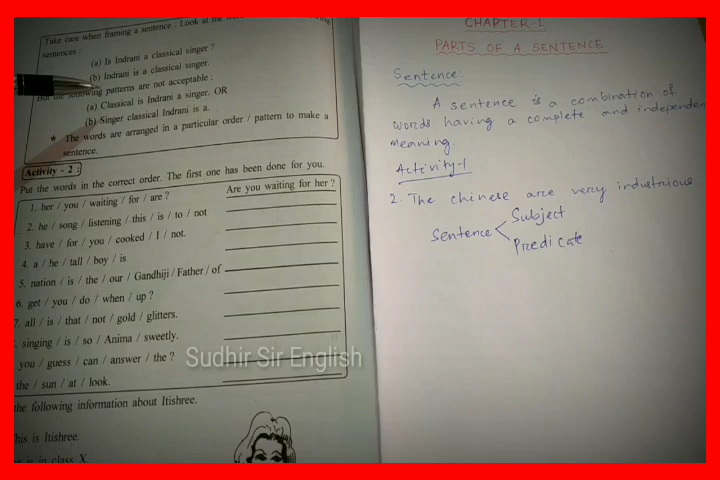 Take care when framing a sentence : Look at the
sentences :
(a) Is Indrani a classical singer ?
(b) Indrani is a classical singer.
But the following patterns are not acceptable :
(a) Classical is Indrani a singer. OR
(b) Singer classical Indrani is a.
★ The words are arranged in a particular order / pattern to make a
sentence.
Activity - 2 :
Put the words in the correct order. The first one has been done for you.
1. her / you / waiting / for / are ? Are you waiting for her ?
2. he / song / listening / this / is / to / not
3. have / for / you / cooked / I / not.
4. a / he / tall / boy / is
5. nation / is / the / our / Gandhiji / Father / of
6. get / you / do / when / up ?
7. all / is / that / not / gold / glitters.
singing / is / so / Anima / sweetly.
you / guess / can / answer / the ?
the / sun / at / look.
the following information about Itishree.
This is Itishree.
is in class X.
CHAPTER-1
PARTS OF A SENTENCE
Sentence:
A sentence is a combination of
words having a complete and independen
meaning.
Activity-1
2. The chinese are very industrious
Sentence
Subject
Predicate
Sudhir Sir English